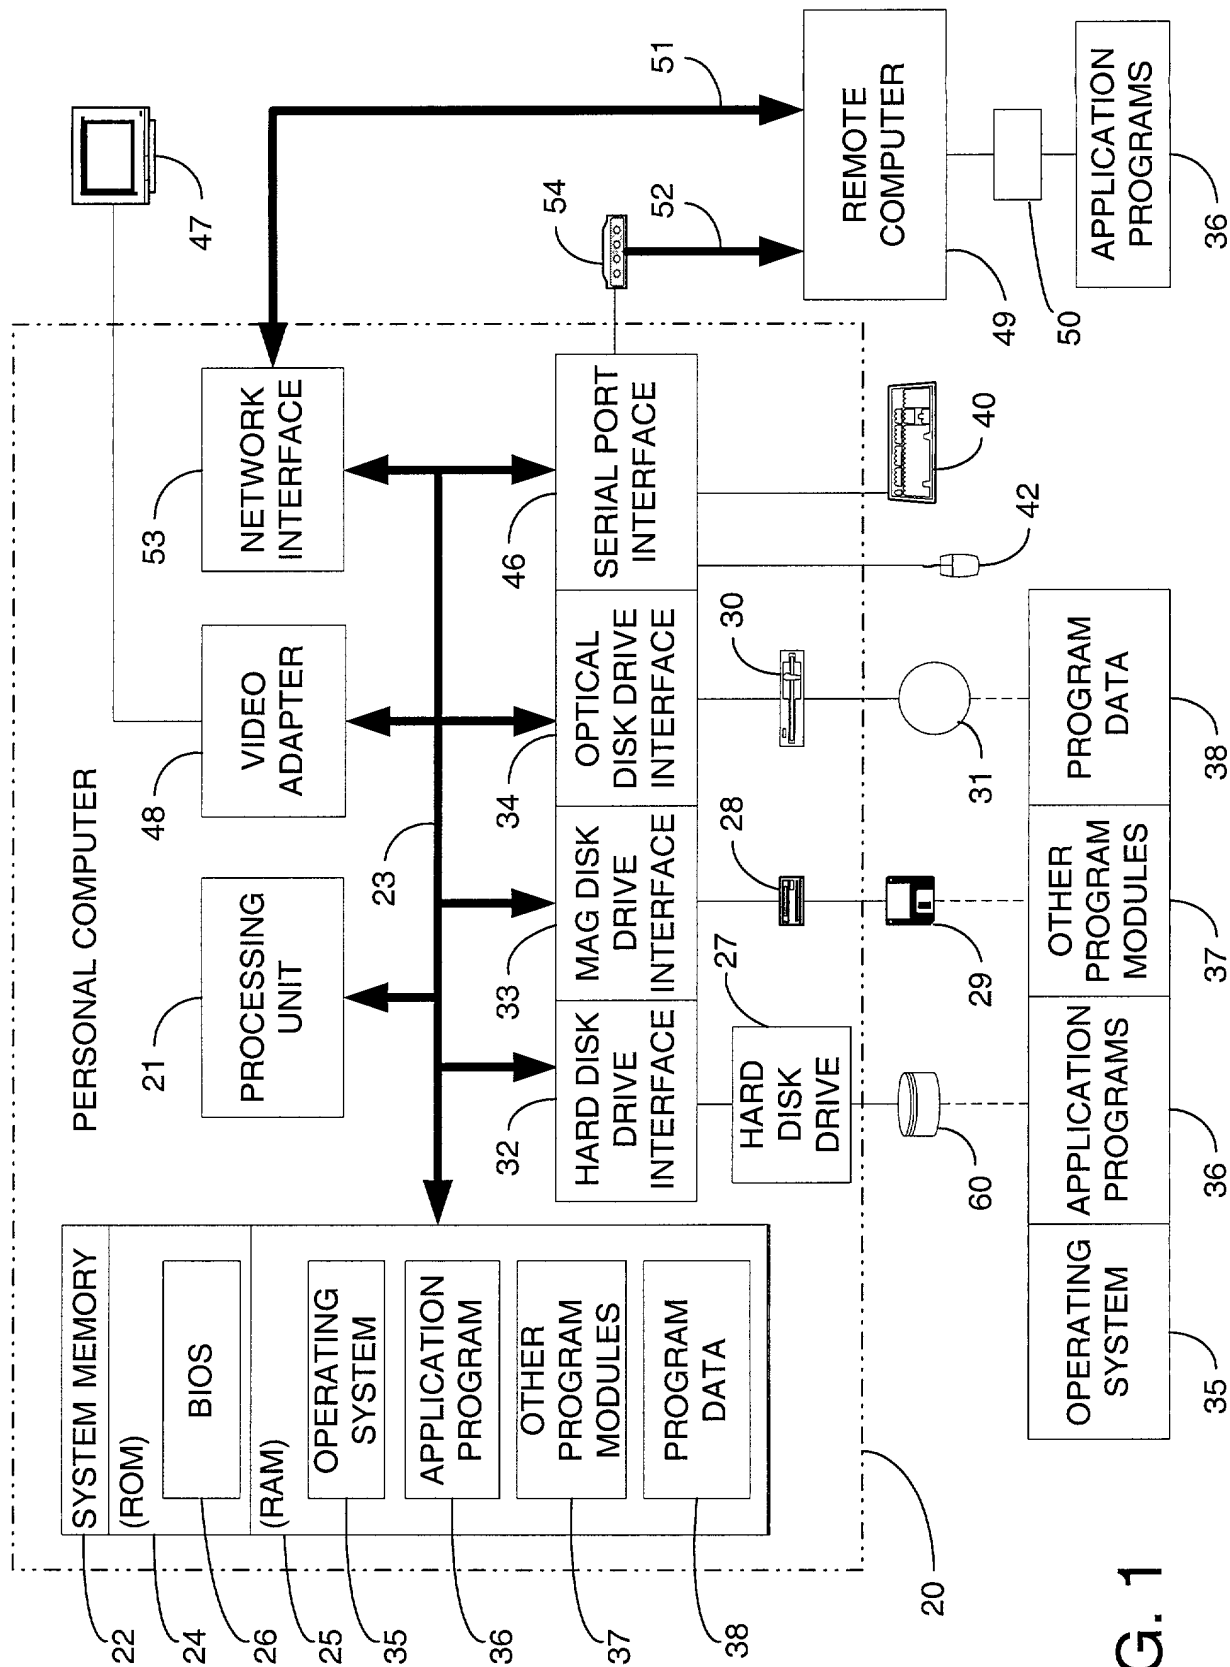 PERSONAL COMPUTER
22
SYSTEM MEMORY
24
(ROM)
26
BIOS
25
(RAM)
35
OPERATING
SYSTEM
36
APPLICATION
PROGRAM
37
OTHER
PROGRAM
MODULES
38
PROGRAM
DATA
21
PROCESSING
UNIT
48
VIDEO
ADAPTER
53
NETWORK
INTERFACE
47
23
32
HARD DISK
DRIVE
INTERFACE
33
MAG DISK
DRIVE
INTERFACE
34
OPTICAL
DISK DRIVE
INTERFACE
46
SERIAL PORT
INTERFACE
54
52
51
27
HARD
DISK
DRIVE
28
30
60
29
31
42
40
REMOTE
COMPUTER
49
50
APPLICATION
PROGRAMS
36
20
OPERATING
SYSTEM
35
APPLICATION
PROGRAMS
36
OTHER
PROGRAM
MODULES
37
PROGRAM
DATA
38
G. 1